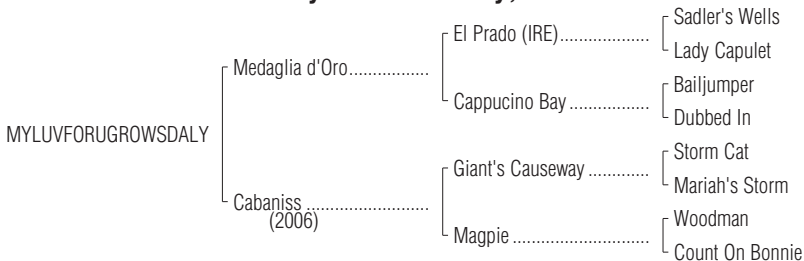 Sadler's Wells
El Prado (IRE)....................
Lady Capulet
Medaglia d'Oro..................
Bailjumper
Cappucino Bay ..................
Dubbed In
MYLUVFORUGROWSDALY
Storm Cat
Giant's Causeway ..............
Mariah's Storm
Cabaniss ...........................
(2006)
Woodman
Magpie ..............................
Count On Bonnie